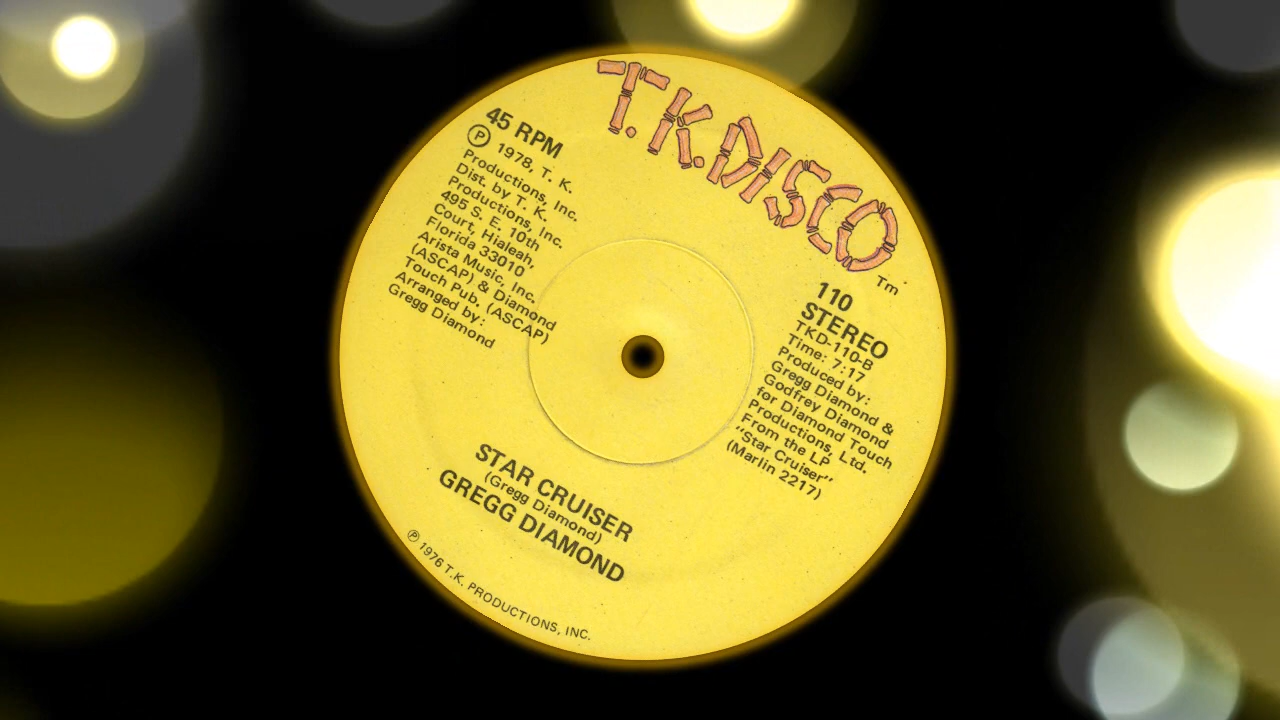 T.K.DISCO
Tm
45 RPM
Ⓟ 1978, T. K.
Productions, Inc.
Dist. by T. K.
Productions, Inc.
495 S. E. 10th
Court, Hialeah,
Florida 33010
Arista Music, Inc.
(ASCAP) & Diamond
Touch Pub. (ASCAP)
Arranged by:
Gregg Diamond
110
STEREO
TKD-110-B
Time: 7:17
Produced by:
Gregg Diamond &
Godfrey Diamond
for Diamond Touch
Productions, Ltd.
From the LP
"Star Cruiser"
(Marlin 2217)
STAR CRUISER
(Gregg Diamond)
GREGG DIAMOND
Ⓟ 1976 T.K. PRODUCTIONS, INC.